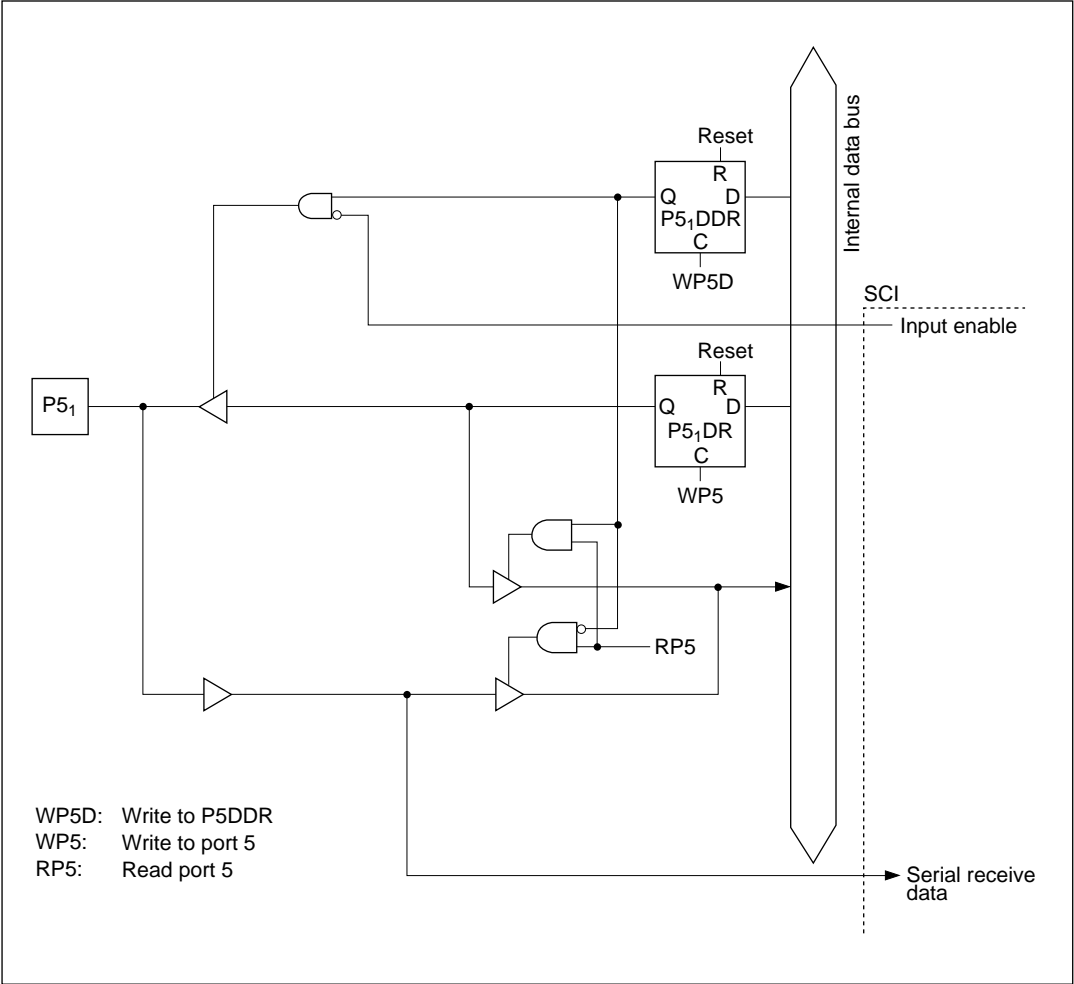 Reset
R
Q D
P5₁DDR
C
WP5D
Internal data bus
SCI
Input enable
Reset
R
Q D
P5₁DR
C
WP5
P5₁
RP5
WP5D: Write to P5DDR
WP5: Write to port 5
RP5: Read port 5
Serial receive
data